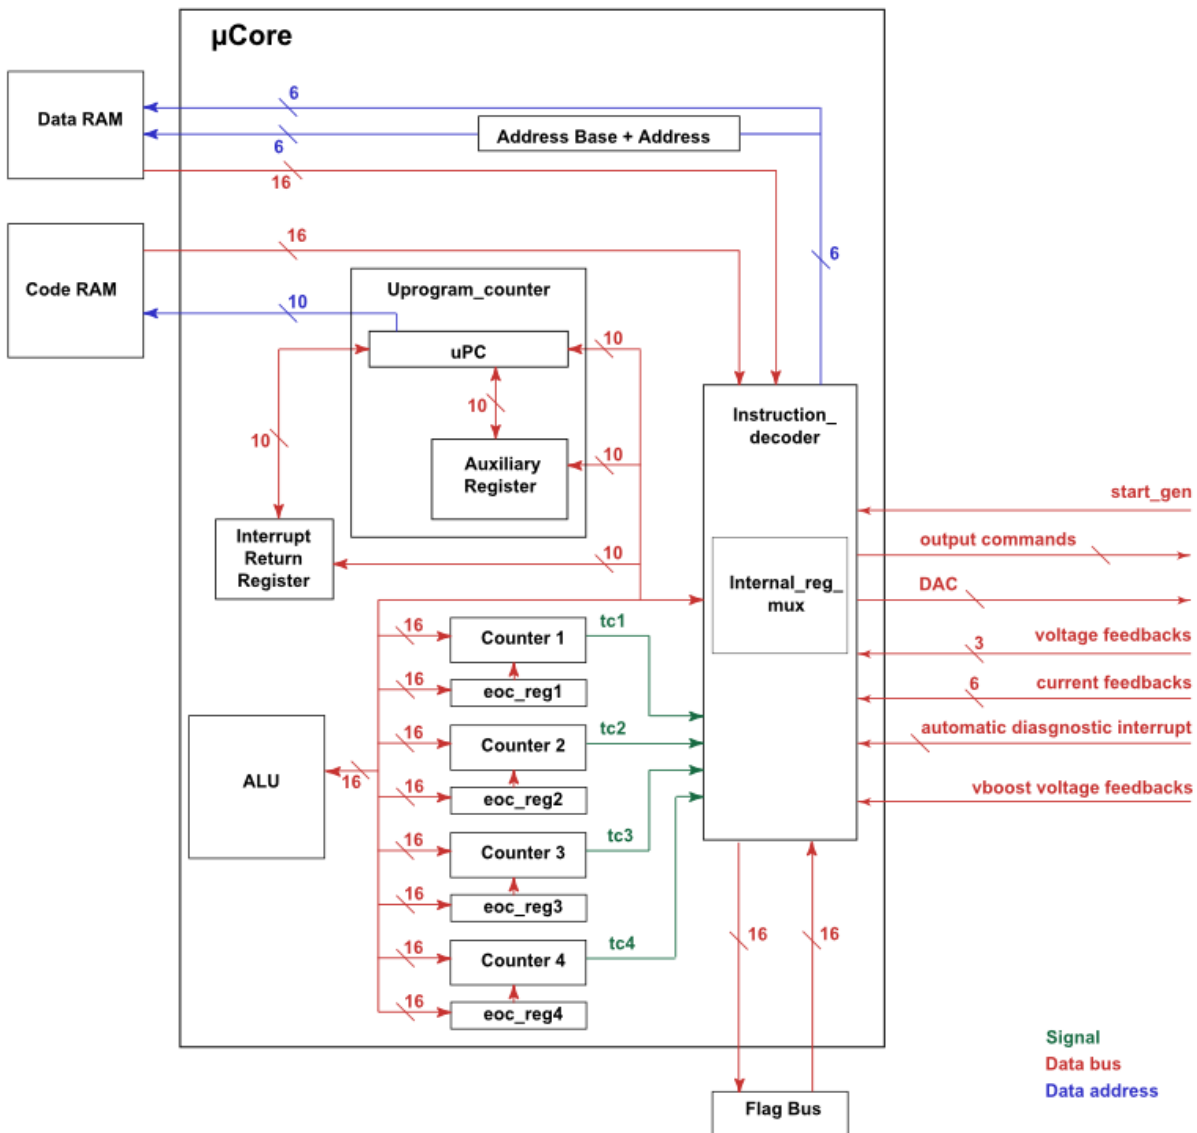 µCore
Data RAM
6
Address Base + Address
6
16
16
6
Code RAM
Uprogram_counter
10
uPC
10
10
10
Auxiliary
Register
10
Instruction_
decoder
start_gen
Interrupt
Return
Register
10
output commands
Internal_reg_
mux
DAC
16
Counter 1
tc1
voltage feedbacks
3
16
eoc_reg1
current feedbacks
6
16
Counter 2
tc2
automatic diasgnostic interrupt
ALU
16
16
eoc_reg2
vboost voltage feedbacks
16
Counter 3
tc3
16
eoc_reg3
16
Counter 4
tc4
16
eoc_reg4
16
16
Signal
Data bus
Data address
Flag Bus